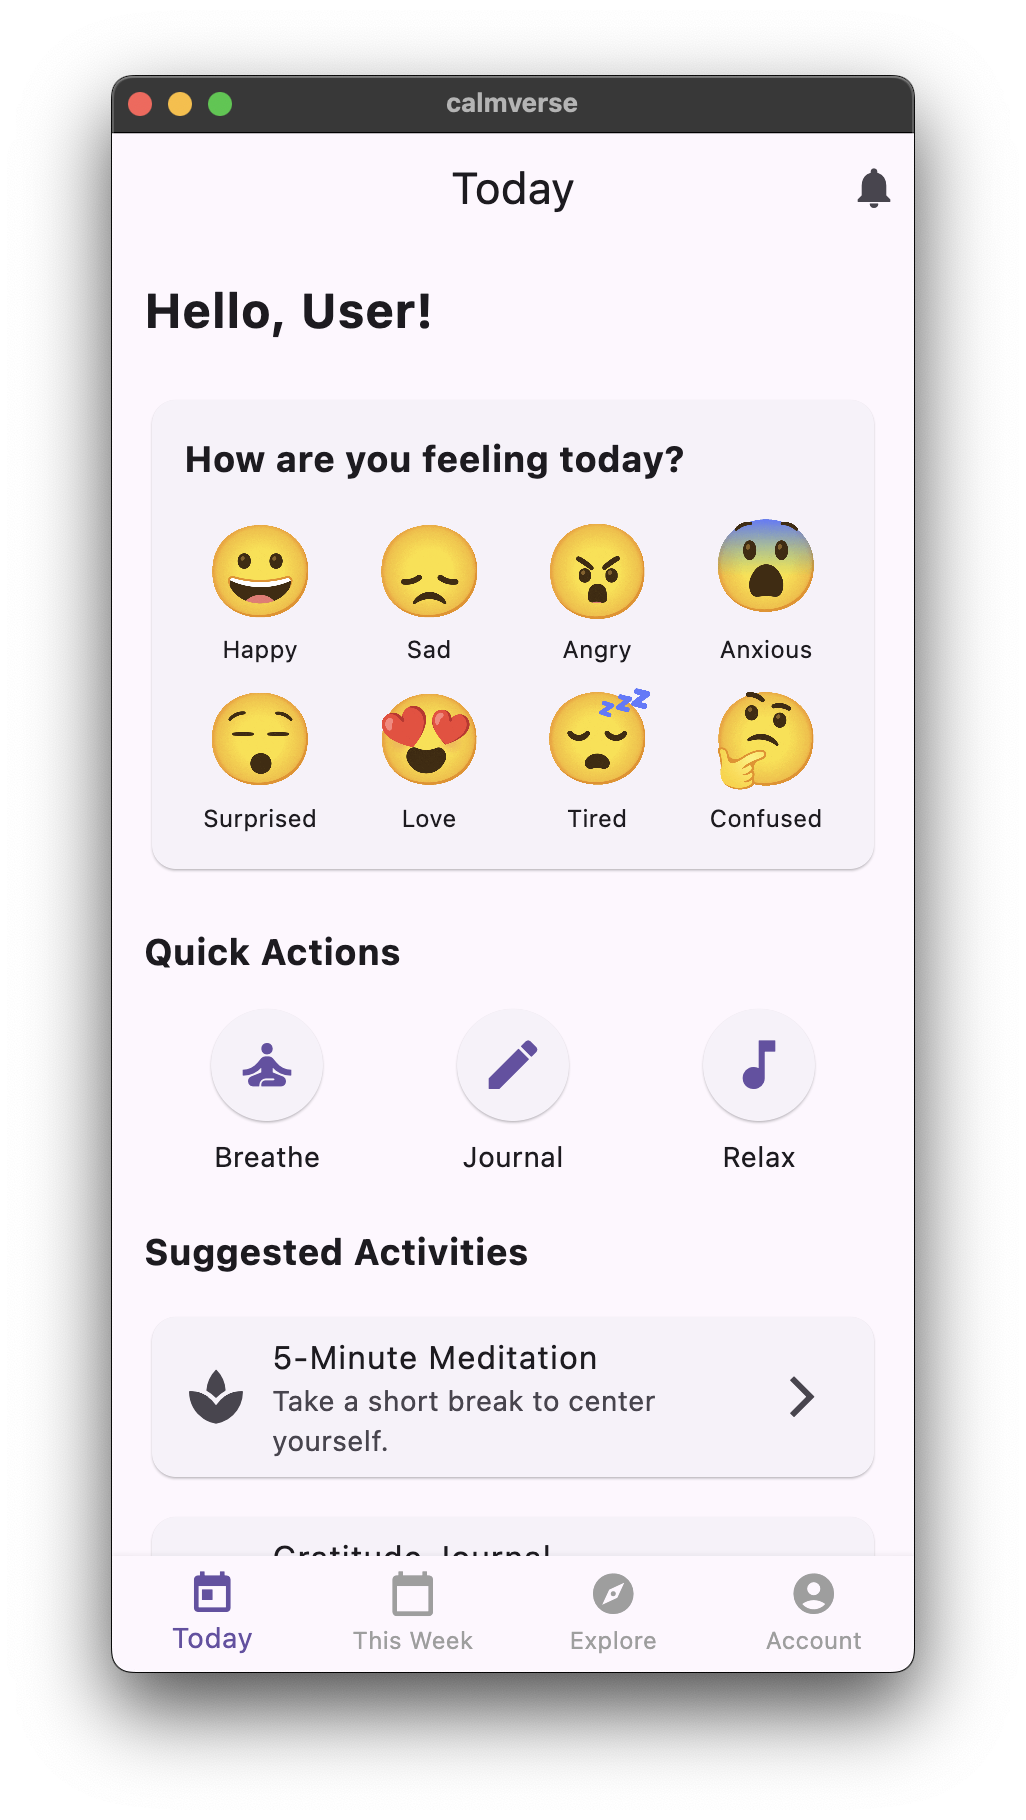 calmverse
Today
Hello, User!
How are you feeling today?
Happy Sad Angry Anxious
Surprised Love Tired Confused
Quick Actions
Breathe Journal Relax
Suggested Activities
5-Minute Meditation
Take a short break to center
yourself.
Gratitude Journal
Today This Week Explore Account